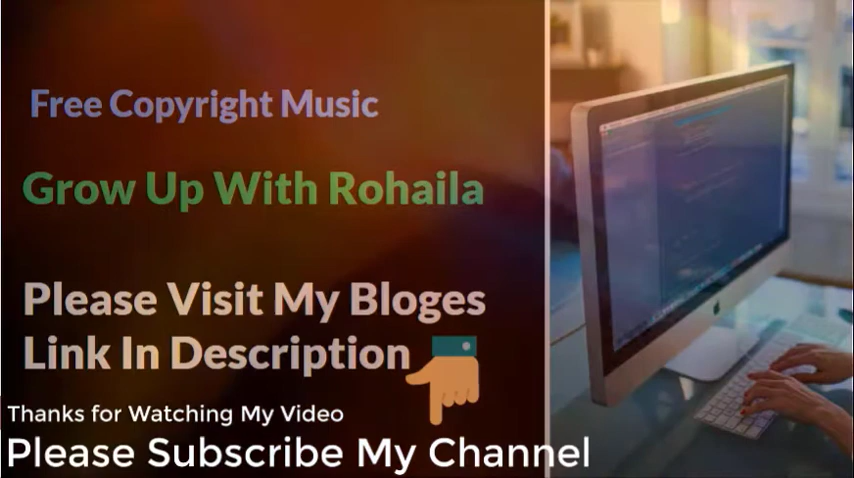 Free Copyright Music
Grow Up With Rohaila
Please Visit My Bloges
Link In Description
Thanks for Watching My Video
Please Subscribe My Channel